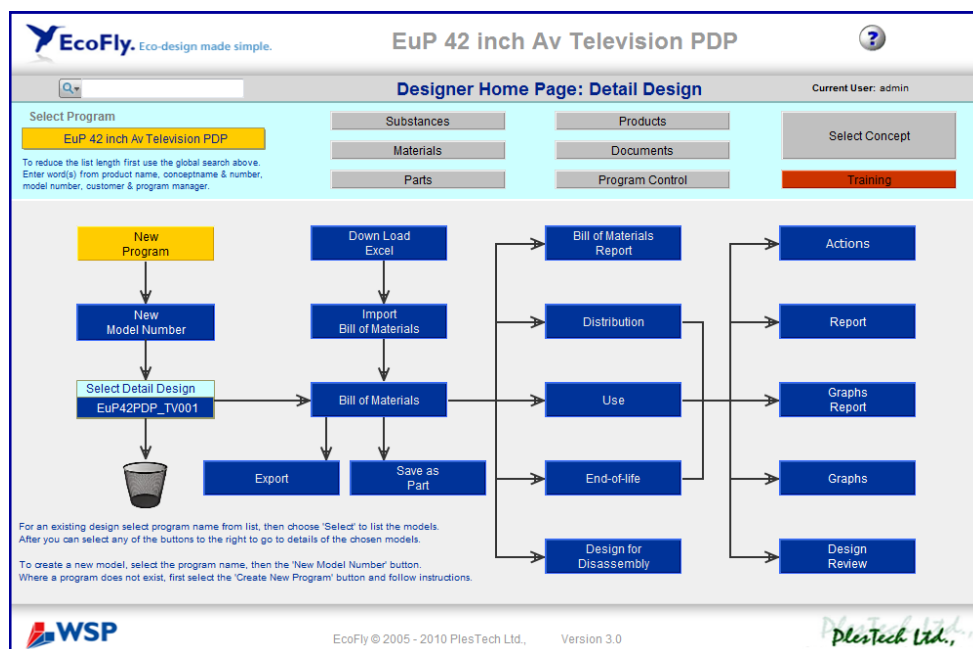 EcoFly. Eco-design made simple.
EuP 42 inch Av Television PDP
?
Designer Home Page: Detail Design
Current User: admin
Select Program
EuP 42 inch Av Television PDP
To reduce the list length first use the global search above.
Enter word(s) from product name, conceptname & number,
model number, customer & program manager.
Substances
Products
Materials
Documents
Parts
Program Control
Select Concept
Training
New
Program
Down Load
Excel
Bill of Materials
Report
Actions
New
Model Number
Import
Bill of Materials
Distribution
Report
Select Detail Design
EuP42PDP_TV001
Bill of Materials
Use
Graphs
Report
Export
Save as
Part
End-of-life
Graphs
For an existing design select program name from list, then choose 'Select' to list the models.
After you can select any of the buttons to the right to go to details of the chosen models.
To create a new model, select the program name, then the 'New Model Number' button.
Where a program does not exist, first select the 'Create New Program' button and follow instructions.
Design for
Disassembly
Design
Review
WSP
EcoFly © 2005 - 2010 PlesTech Ltd., Version 3.0
PlesTech Ltd.,